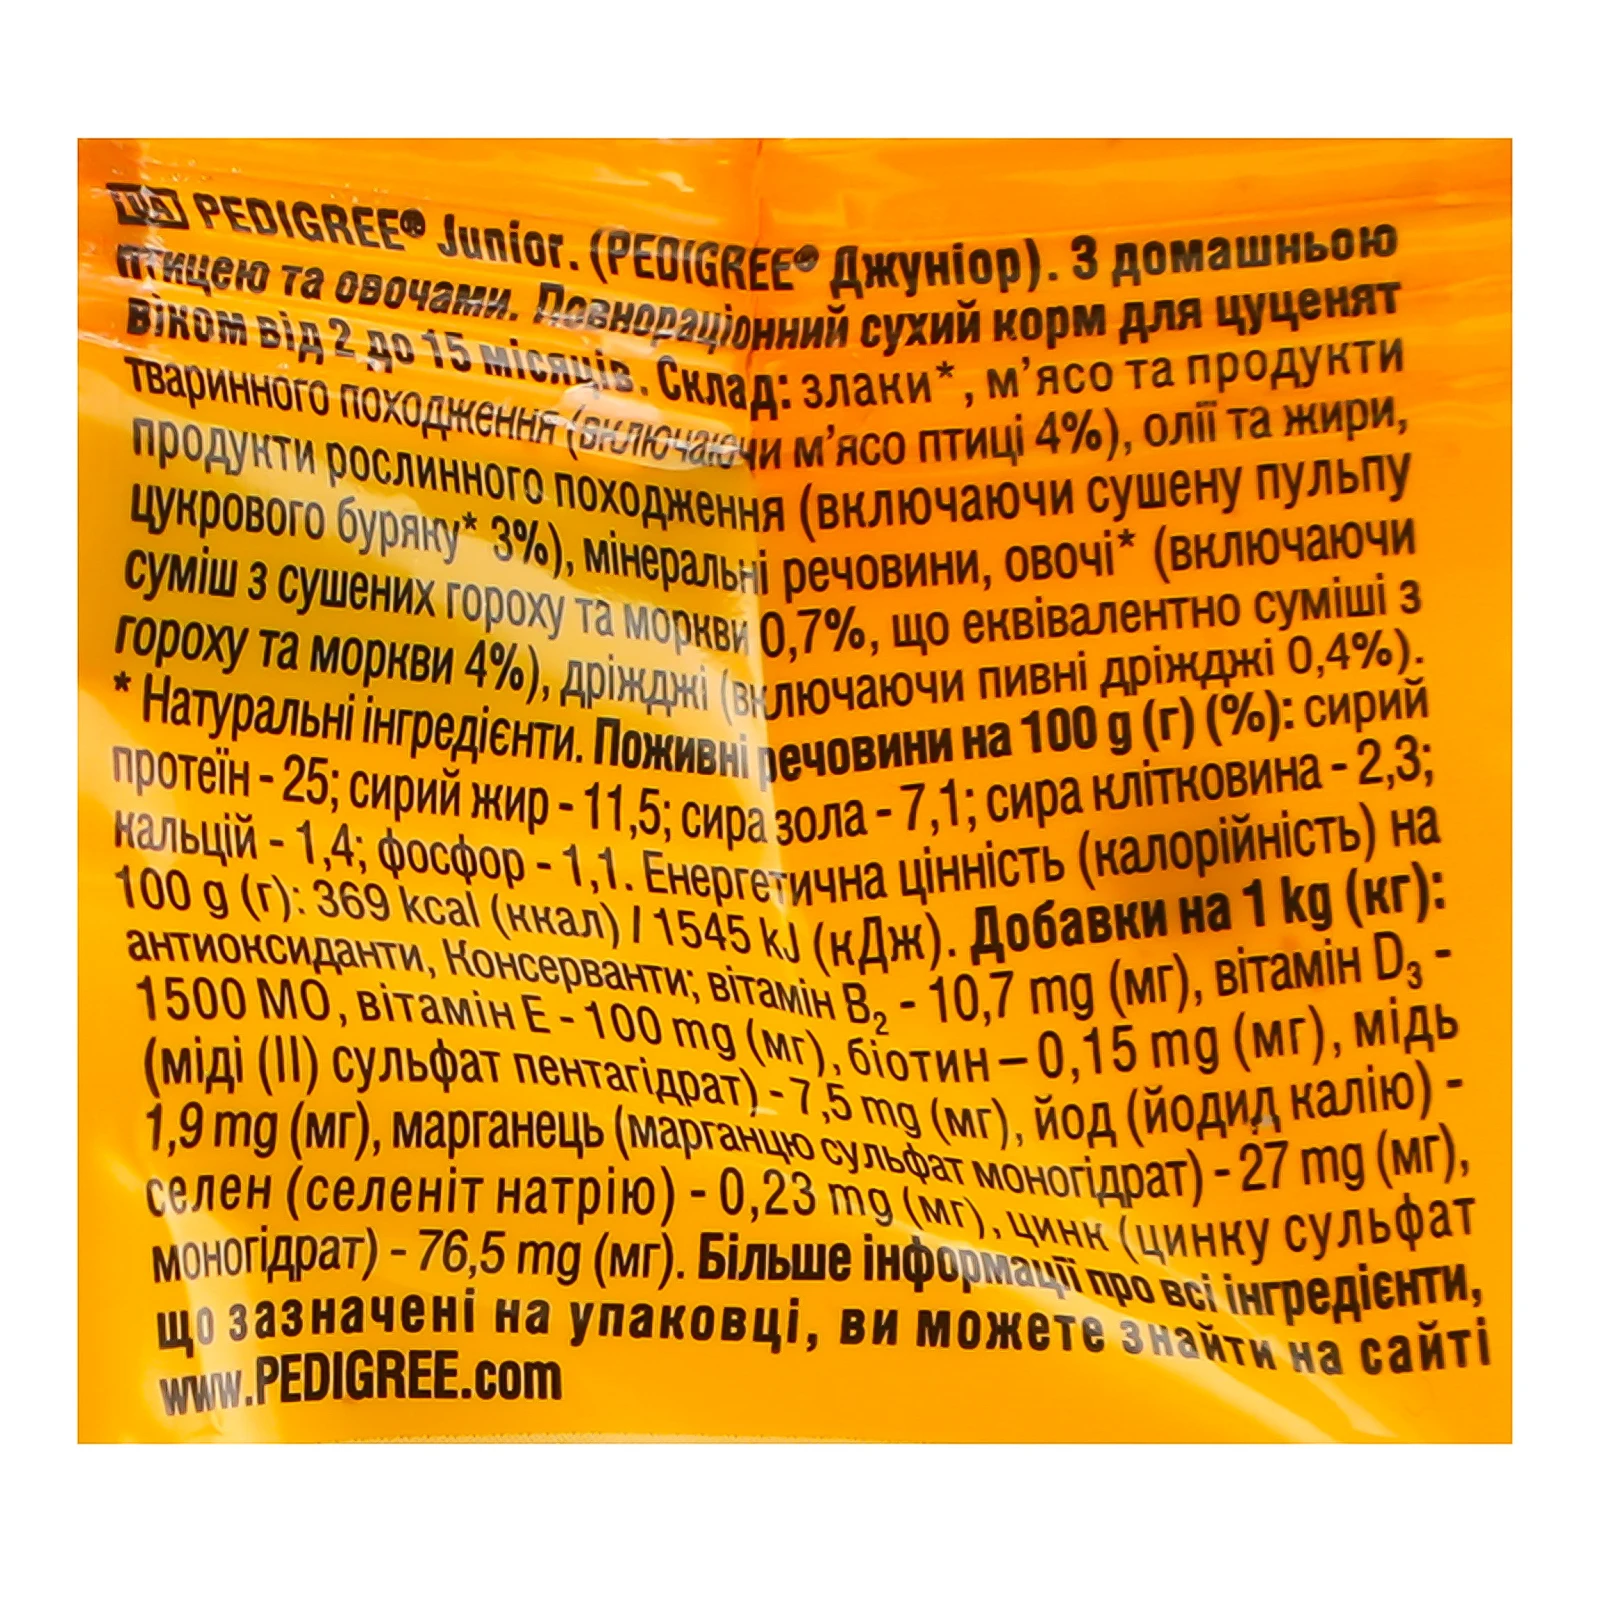 UA PEDIGREE® Junior. (PEDIGREE® Джуніор). З домашньою
птицею та овочами. Повнораціонний сухий корм для цуценят
віком від 2 до 15 місяців. Склад: злаки*, м’ясо та продукти
тваринного походження (включаючи м’ясо птиці 4%), олії та жири,
продукти рослинного походження (включаючи сушену пульпу
цукрового буряку* 3%), мінеральні речовини, овочі* (включаючи
суміш з сушених гороху та моркви 0,7%, що еквівалентно суміші з
гороху та моркви 4%), дріжджі (включаючи пивні дріжджі 0,4%).
* Натуральні інгредієнти. Поживні речовини на 100 g (г) (%): сирий
протеїн - 25; сирий жир - 11,5; сира зола - 7,1; сира клітковина - 2,3;
кальцій - 1,4; фосфор - 1,1. Енергетична цінність (калорійність) на
100 g (г): 369 kcal (ккал) / 1545 kJ (кДж). Добавки на 1 kg (кг):
антиоксиданти, Консерванти; вітамін B₂ - 10,7 mg (мг), вітамін D₃ -
1500 МО, вітамін Е - 100 mg (мг), біотин – 0,15 mg (мг), мідь
(міді (II) сульфат пентагідрат) - 7,5 mg (мг), йод (йодид калію) -
1,9 mg (мг), марганець (марганцю сульфат моногідрат) - 27 mg (мг),
селен (селеніт натрію) - 0,23 mg (мг), цинк (цинку сульфат
моногідрат) - 76,5 mg (мг). Більше інформації про всі інгредієнти,
що зазначені на упаковці, ви можете знайти на сайті
www.PEDIGREE.com